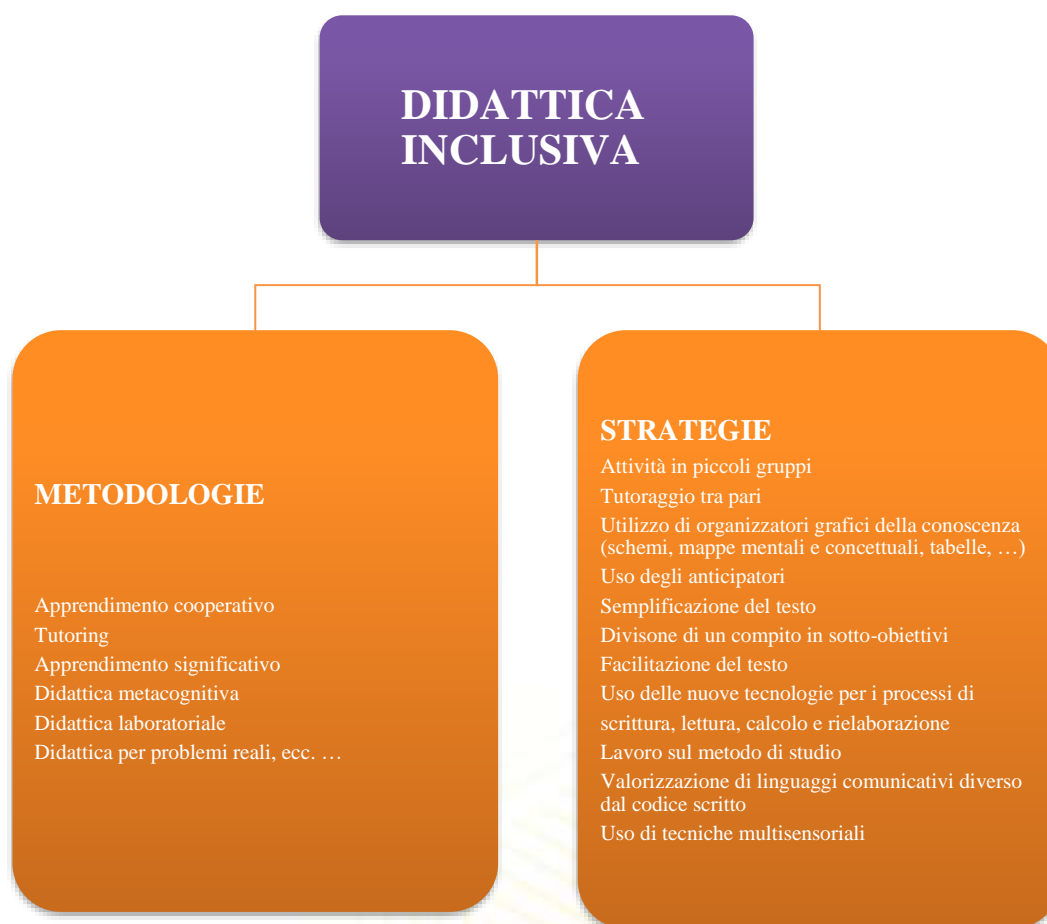 DIDATTICA
INCLUSIVA
METODOLOGIE
Apprendimento cooperativo
Tutoring
Apprendimento significativo
Didattica metacognitiva
Didattica laboratoriale
Didattica per problemi reali, ecc. …
STRATEGIE
Attività in piccoli gruppi
Tutoraggio tra pari
Utilizzo di organizzatori grafici della conoscenza
(schemi, mappe mentali e concettuali, tabelle, …)
Uso degli anticipatori
Semplificazione del testo
Divisone di un compito in sotto-obiettivi
Facilitazione del testo
Uso delle nuove tecnologie per i processi di
scrittura, lettura, calcolo e rielaborazione
Lavoro sul metodo di studio
Valorizzazione di linguaggi comunicativi diverso
dal codice scritto
Uso di tecniche multisensoriali